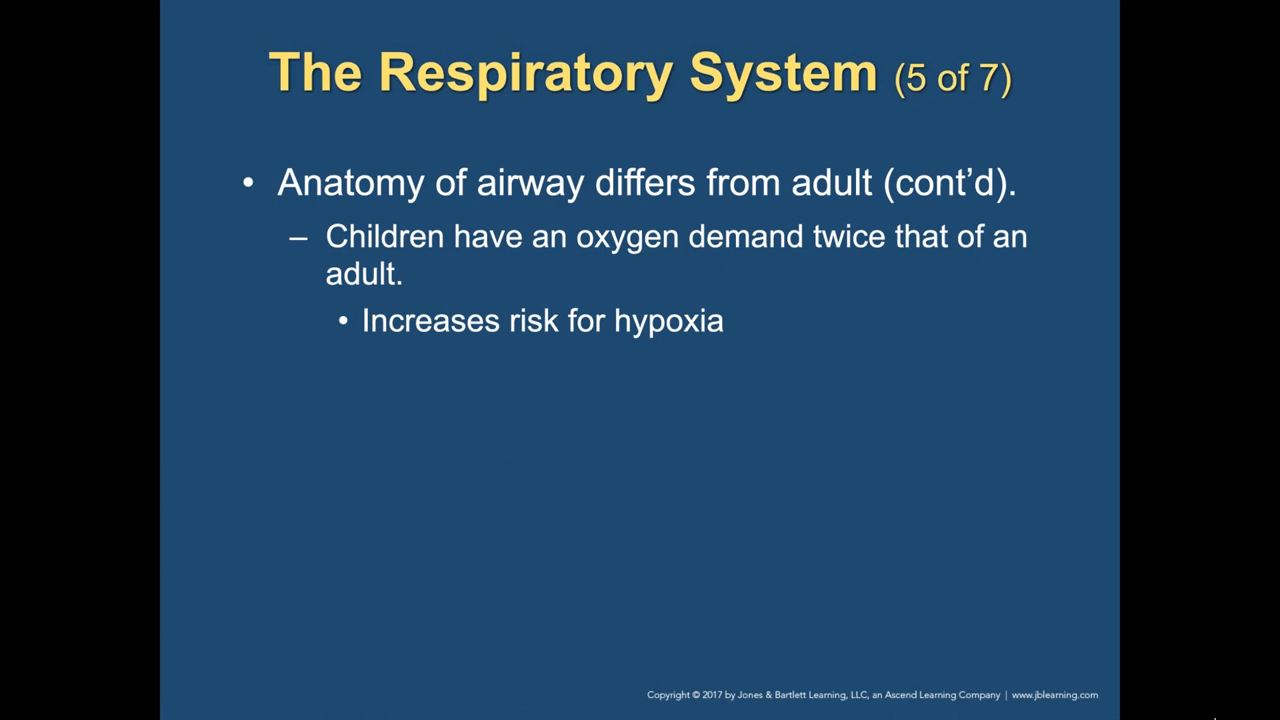 The Respiratory System (5 of 7)
• Anatomy of airway differs from adult (cont’d).
– Children have an oxygen demand twice that of an
adult.
• Increases risk for hypoxia
Copyright © 2017 by Jones & Bartlett Learning, LLC, an Ascend Learning Company | www.jblearning.com